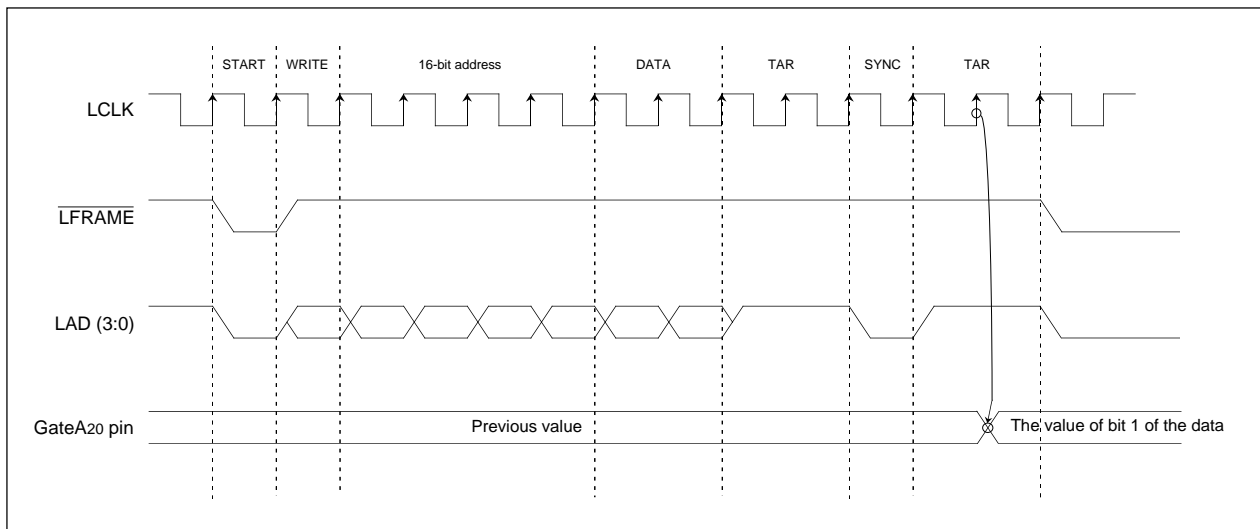 START WRITE 16-bit address DATA TAR SYNC TAR
LCLK
LFRAME
LAD (3:0)
GateA20 pin Previous value The value of bit 1 of the data